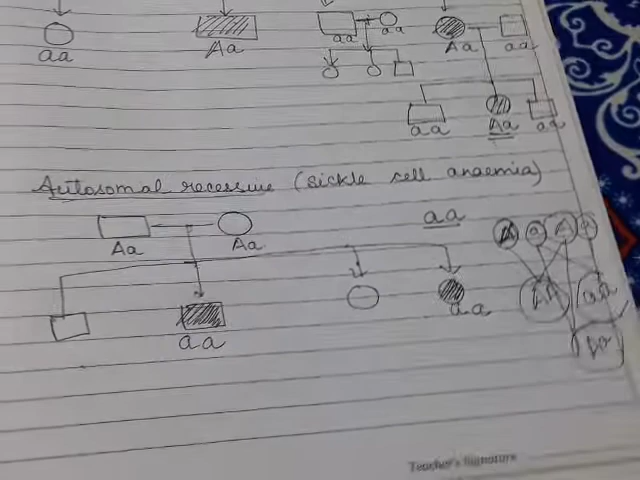 aa Aa aa aa Aa aa
aa Aa aa
Autosomal recessive (sickle cell anaemia)
Aa Aa aa
aa aa
Teacher's Signature